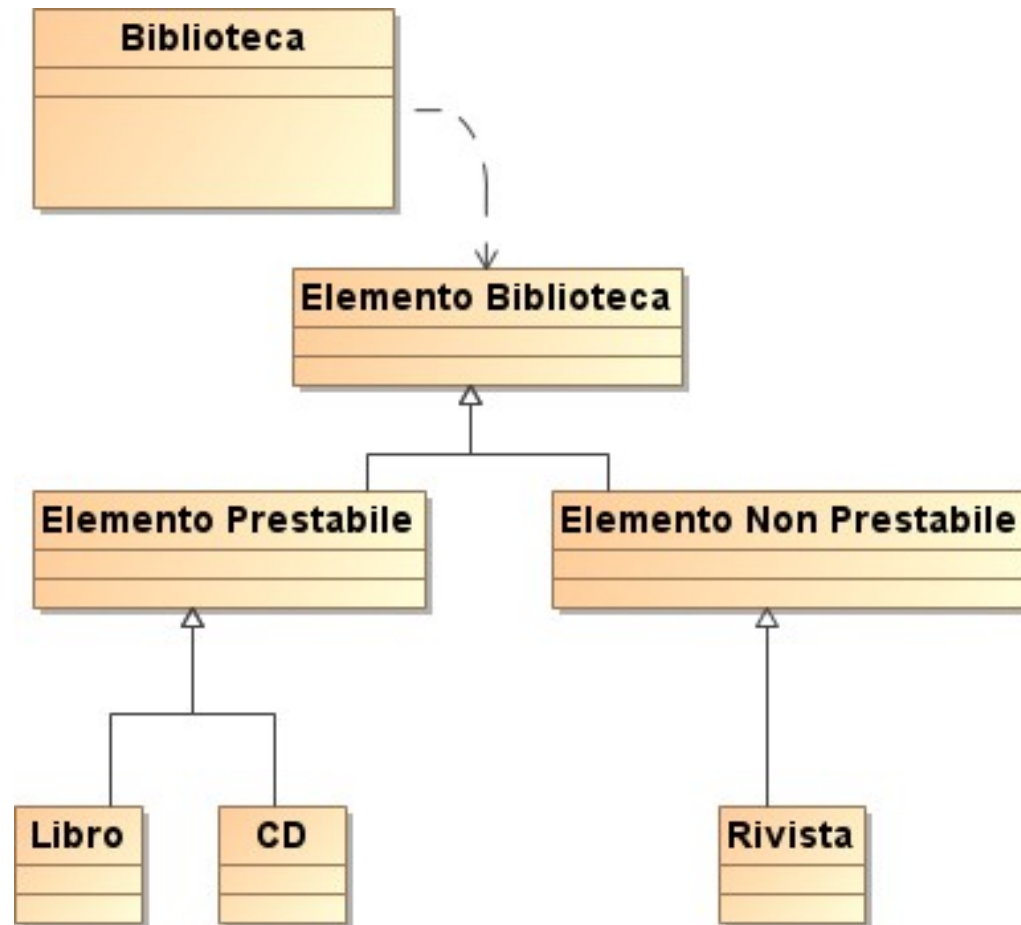 Biblioteca
Elemento Biblioteca
Elemento Prestabile
Elemento Non Prestabile
Libro
CD
Rivista